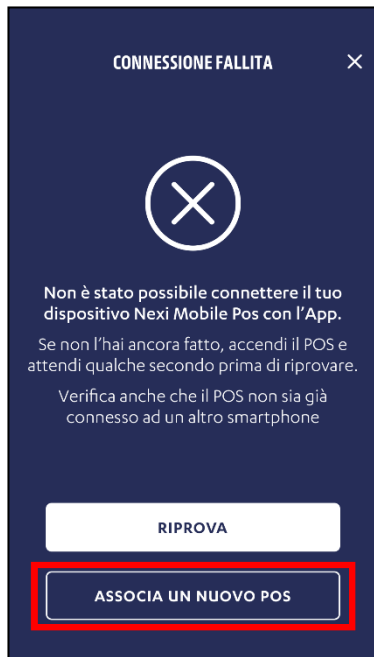 CONNESSIONE FALLITA
Non è stato possibile connettere il tuo
dispositivo Nexi Mobile Pos con l'App.
Se non l'hai ancora fatto, accendi il POS e
attendi qualche secondo prima di riprovare.
Verifica anche che il POS non sia già
connesso ad un altro smartphone
RIPROVA
ASSOCIA UN NUOVO POS